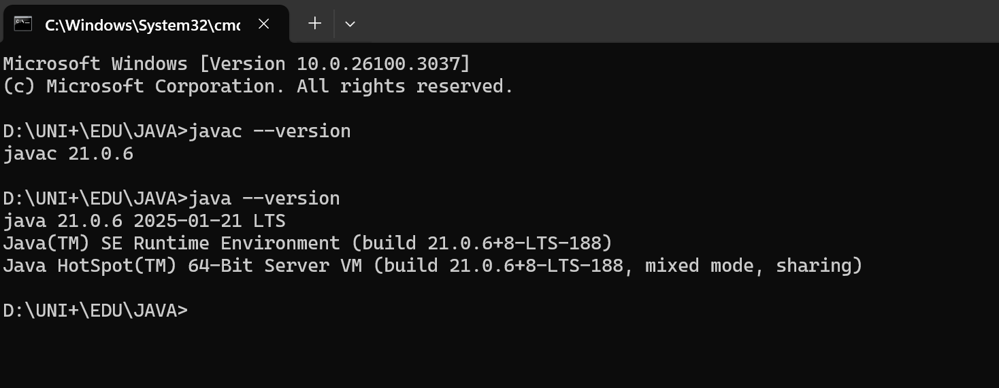 C:\Windows\System32\cmd
Microsoft Windows [Version 10.0.26100.3037]
(c) Microsoft Corporation. All rights reserved.
D:\UNI+\EDU\JAVA>javac --version
javac 21.0.6
D:\UNI+\EDU\JAVA>java --version
java 21.0.6 2025-01-21 LTS
Java(TM) SE Runtime Environment (build 21.0.6+8-LTS-188)
Java HotSpot(TM) 64-Bit Server VM (build 21.0.6+8-LTS-188, mixed mode, sharing)
D:\UNI+\EDU\JAVA>